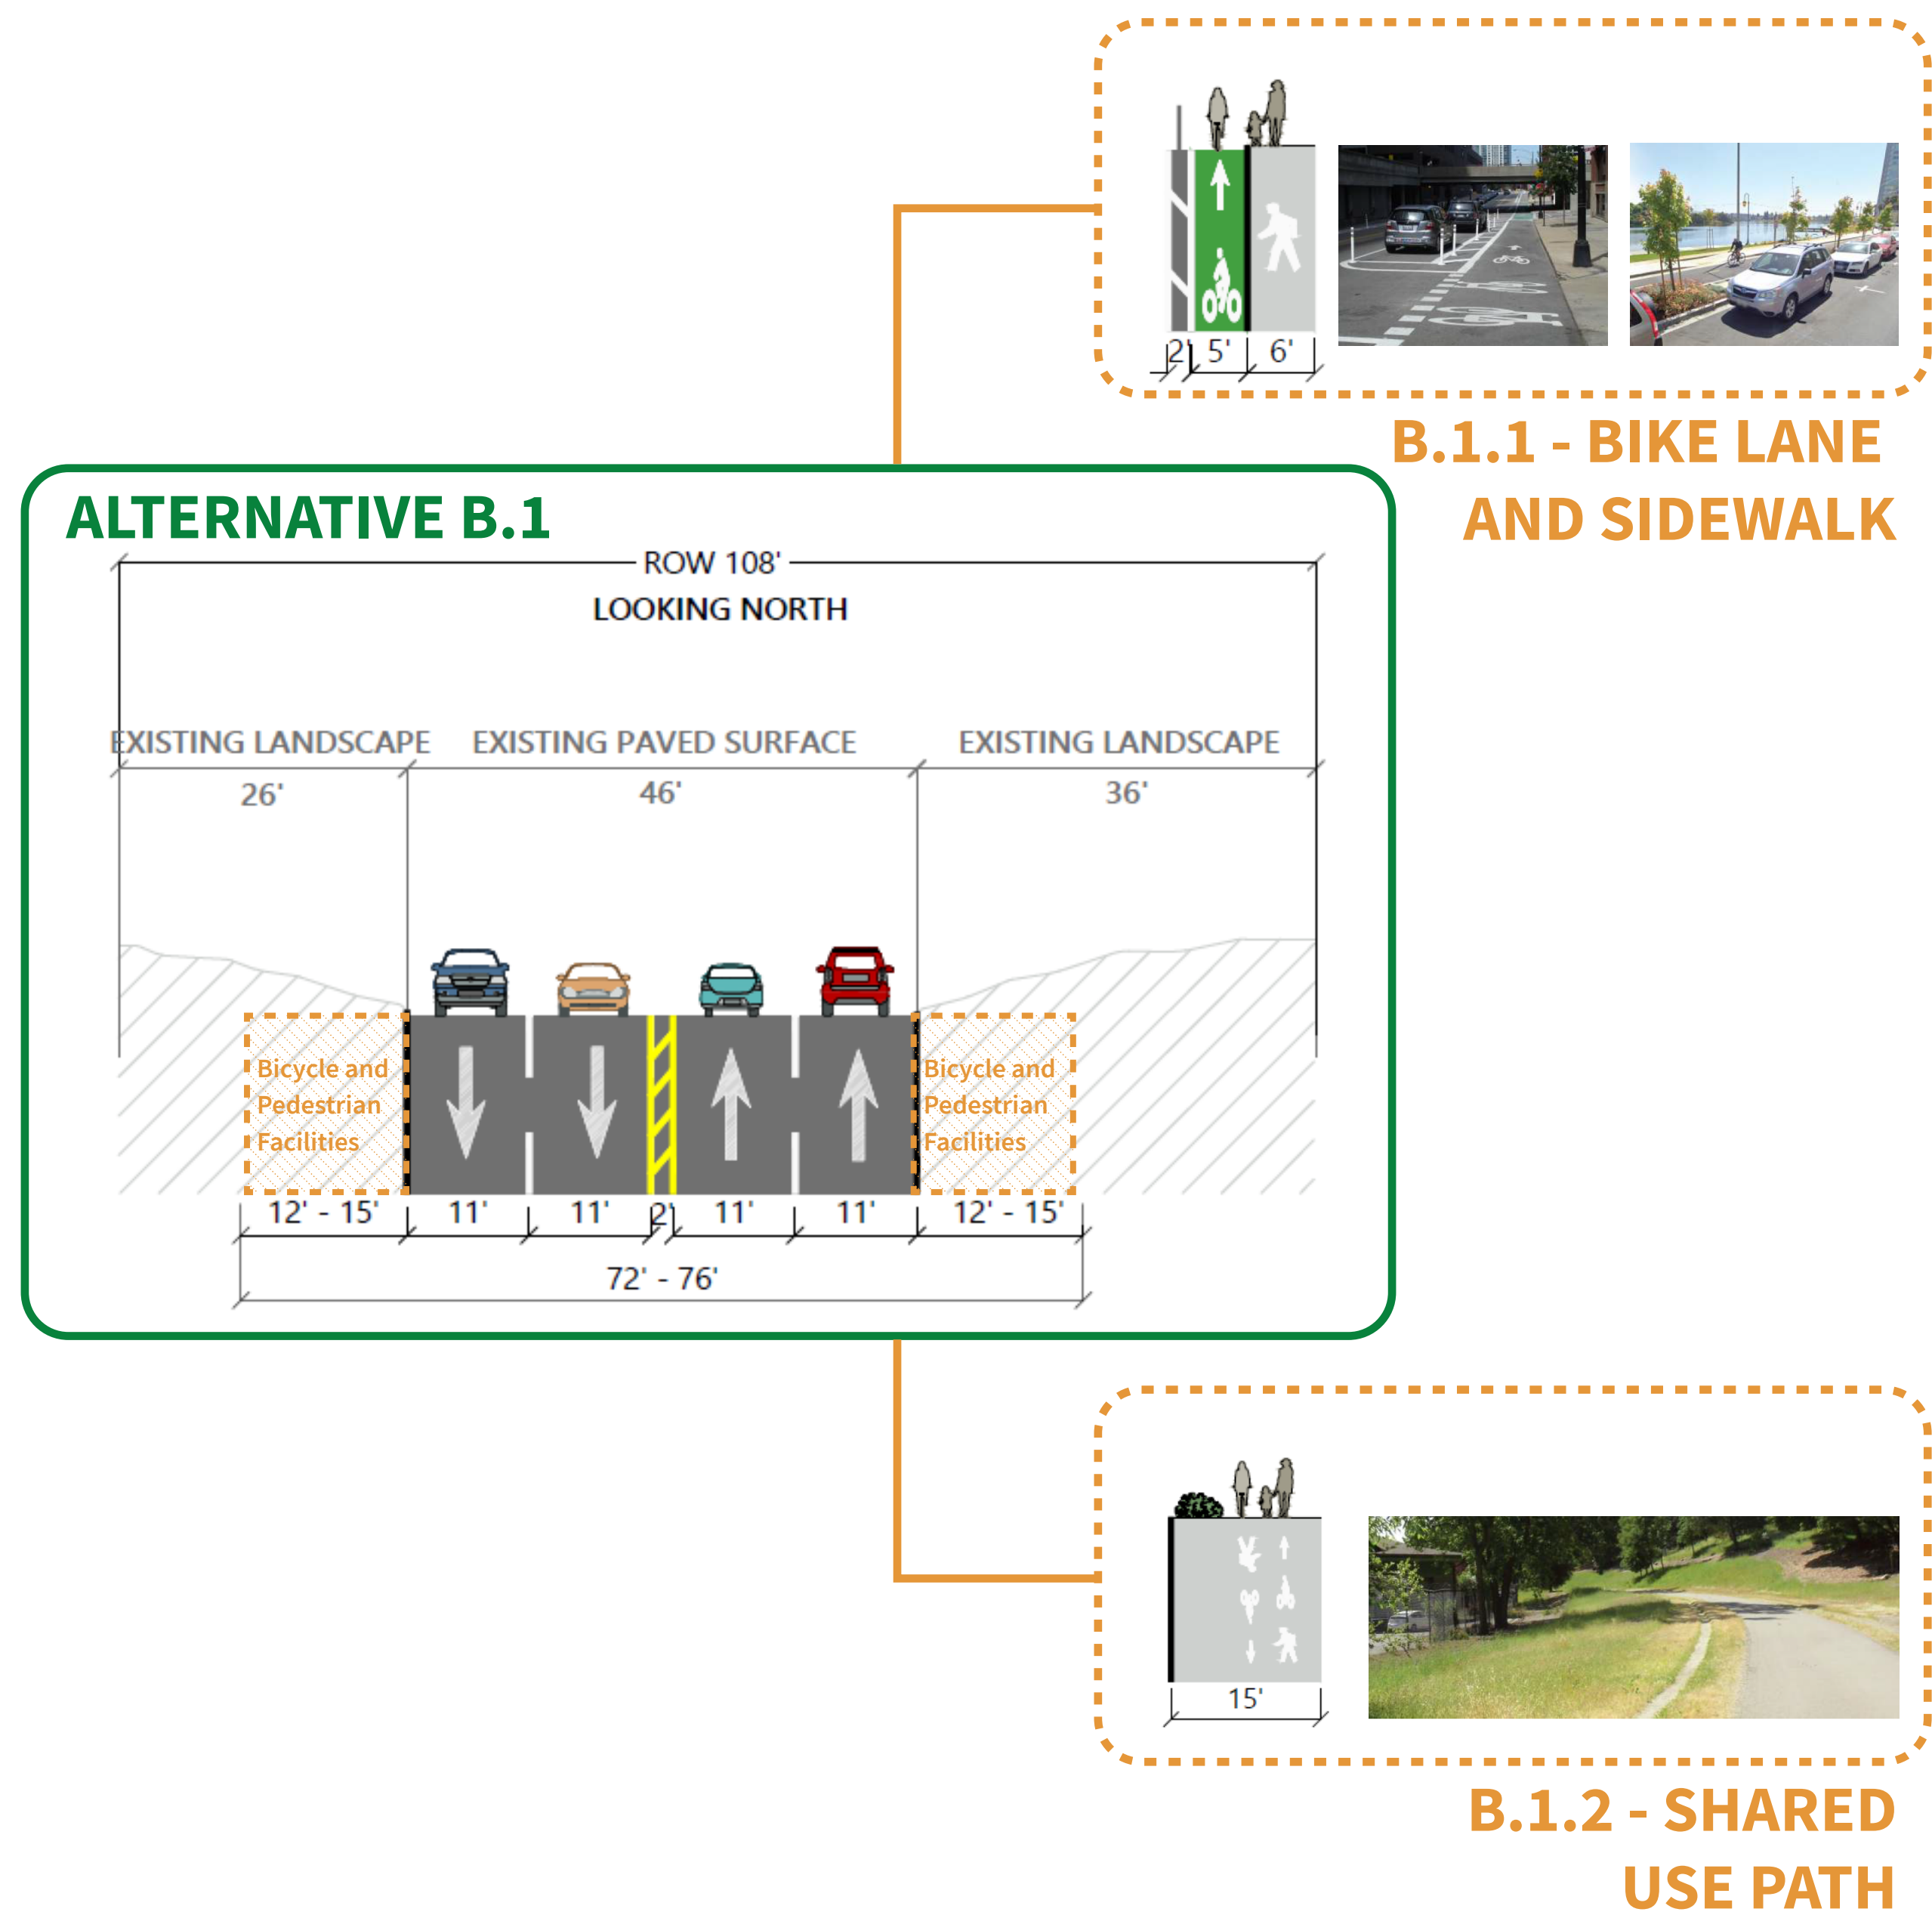 2' 5' 6'
B.1.1 - BIKE LANE
AND SIDEWALK
ALTERNATIVE B.1
ROW 108'
LOOKING NORTH
EXISTING LANDSCAPE EXISTING PAVED SURFACE EXISTING LANDSCAPE
26' 46' 36'
Bicycle and
Pedestrian
Facilities
Bicycle and
Pedestrian
Facilities
12' - 15' 11' 11' 2' 11' 11' 12' - 15'
72' - 76'
15'
B.1.2 - SHARED
USE PATH